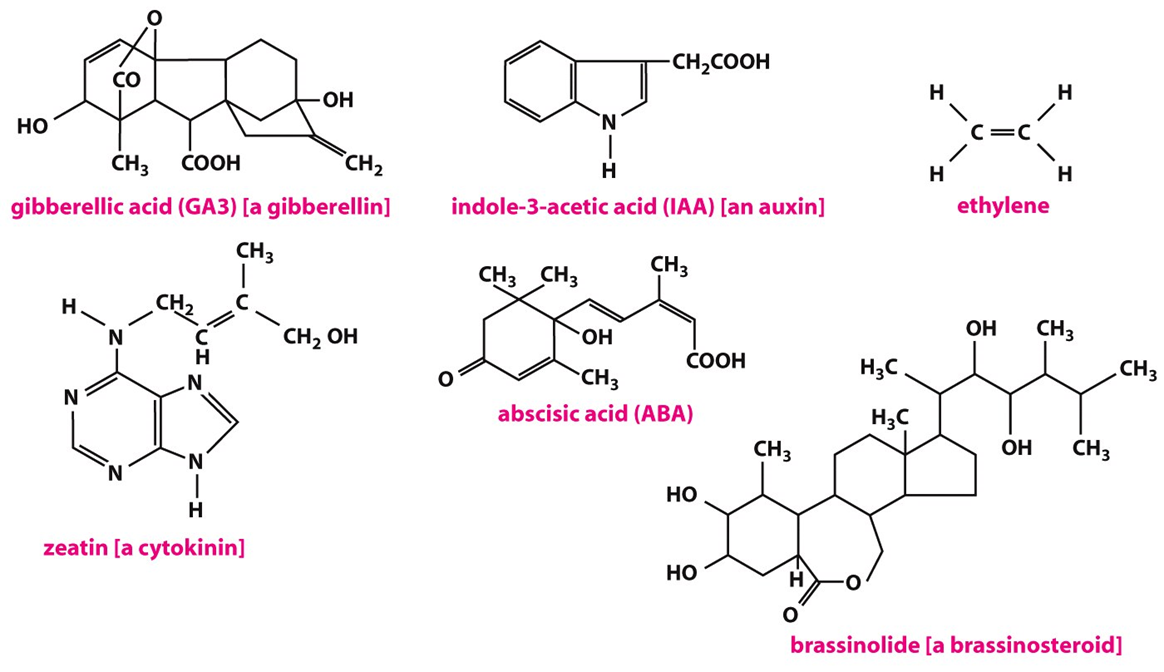 O
CO
HO
OH
CH₃
COOH
CH₂
gibberellic acid (GA3) [a gibberellin]
CH₂COOH
N
H
indole-3-acetic acid (IAA) [an auxin]
H
H
C
C
H
H
ethylene
CH₃
H
CH₂
C
N
C
H
CH₂ OH
N
N
N
N
H
zeatin [a cytokinin]
CH₃
CH₃
CH₃
OH
COOH
O
CH₃
abscisic acid (ABA)
OH
CH₃
H₃C
CH₃
H₃C
OH
CH₃
CH₃
HO
HO
H
O
O
brassinolide [a brassinosteroid]